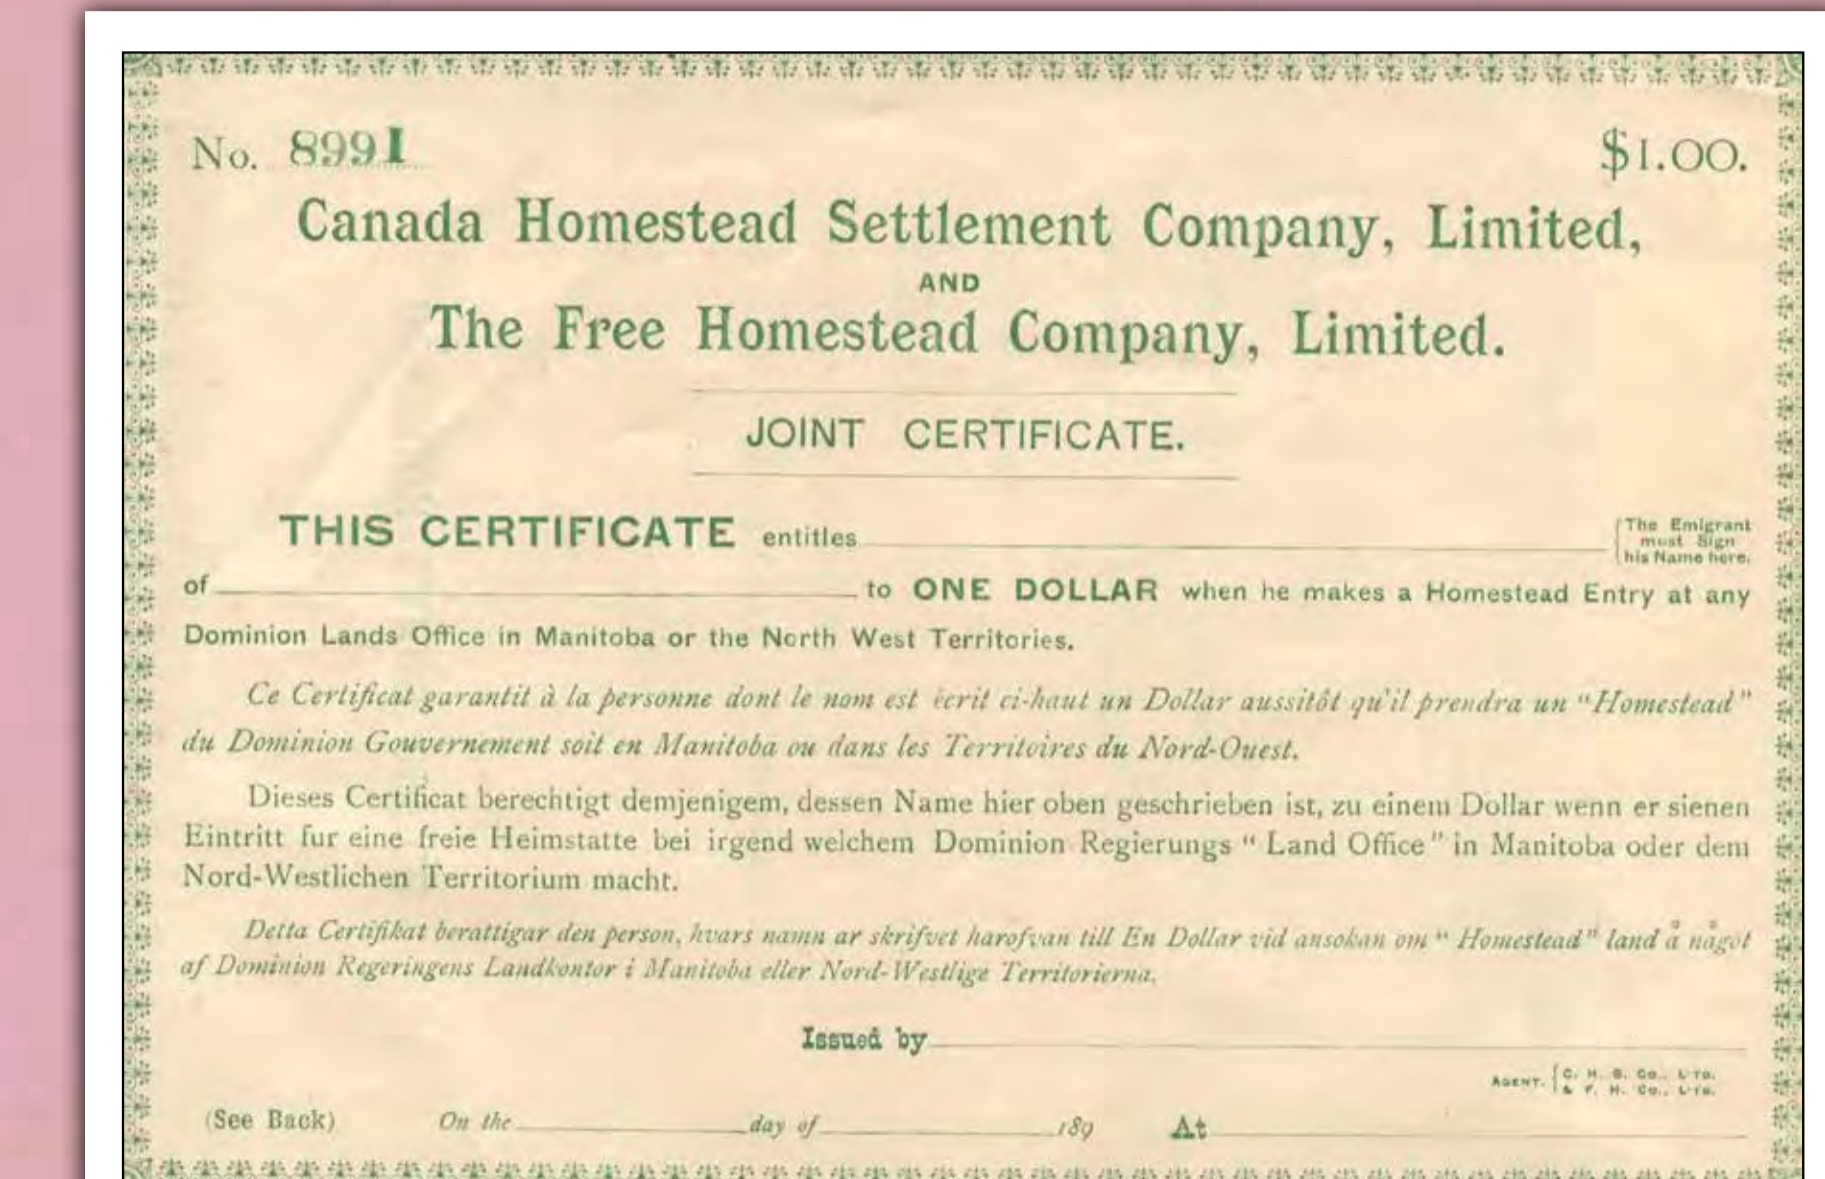 No. 8991
$1.00.
Canada Homestead Settlement Company, Limited,
AND
The Free Homestead Company, Limited.
JOINT CERTIFICATE.
THIS CERTIFICATE entitles
The Emigrant
must Sign
his Name here.
of to ONE DOLLAR when he makes a Homestead Entry at any
Dominion Lands Office in Manitoba or the North West Territories.
Ce Certificat garantit à la personne dont le nom est ècrit ci-haut un Dollar aussitôt qu'il prendra un "Homestead"
du Dominion Gouvernement soit en Manitoba ou dans les Territoires du Nord-Ouest.
Dieses Certificat berechtigt demjenigem, dessen Name hier oben geschrieben ist, zu einem Dollar wenn er sienen
Eintritt fur eine freie Heimstatte bei irgend welchem Dominion Regierungs " Land Office " in Manitoba oder dem
Nord-Westlichen Territorium macht.
Detta Certifikat berattigar den person, hvars namn ar skrifvet harofvan till En Dollar vid ansokan om " Homestead" land å något
af Dominion Regeringens Landkontor i Manitoba eller Nord-Westlige Territorierna.
Issued by
AGENT. C. H. S. Co., LTD.
& F. H. Co., LTD.
(See Back) On the day of 189 At